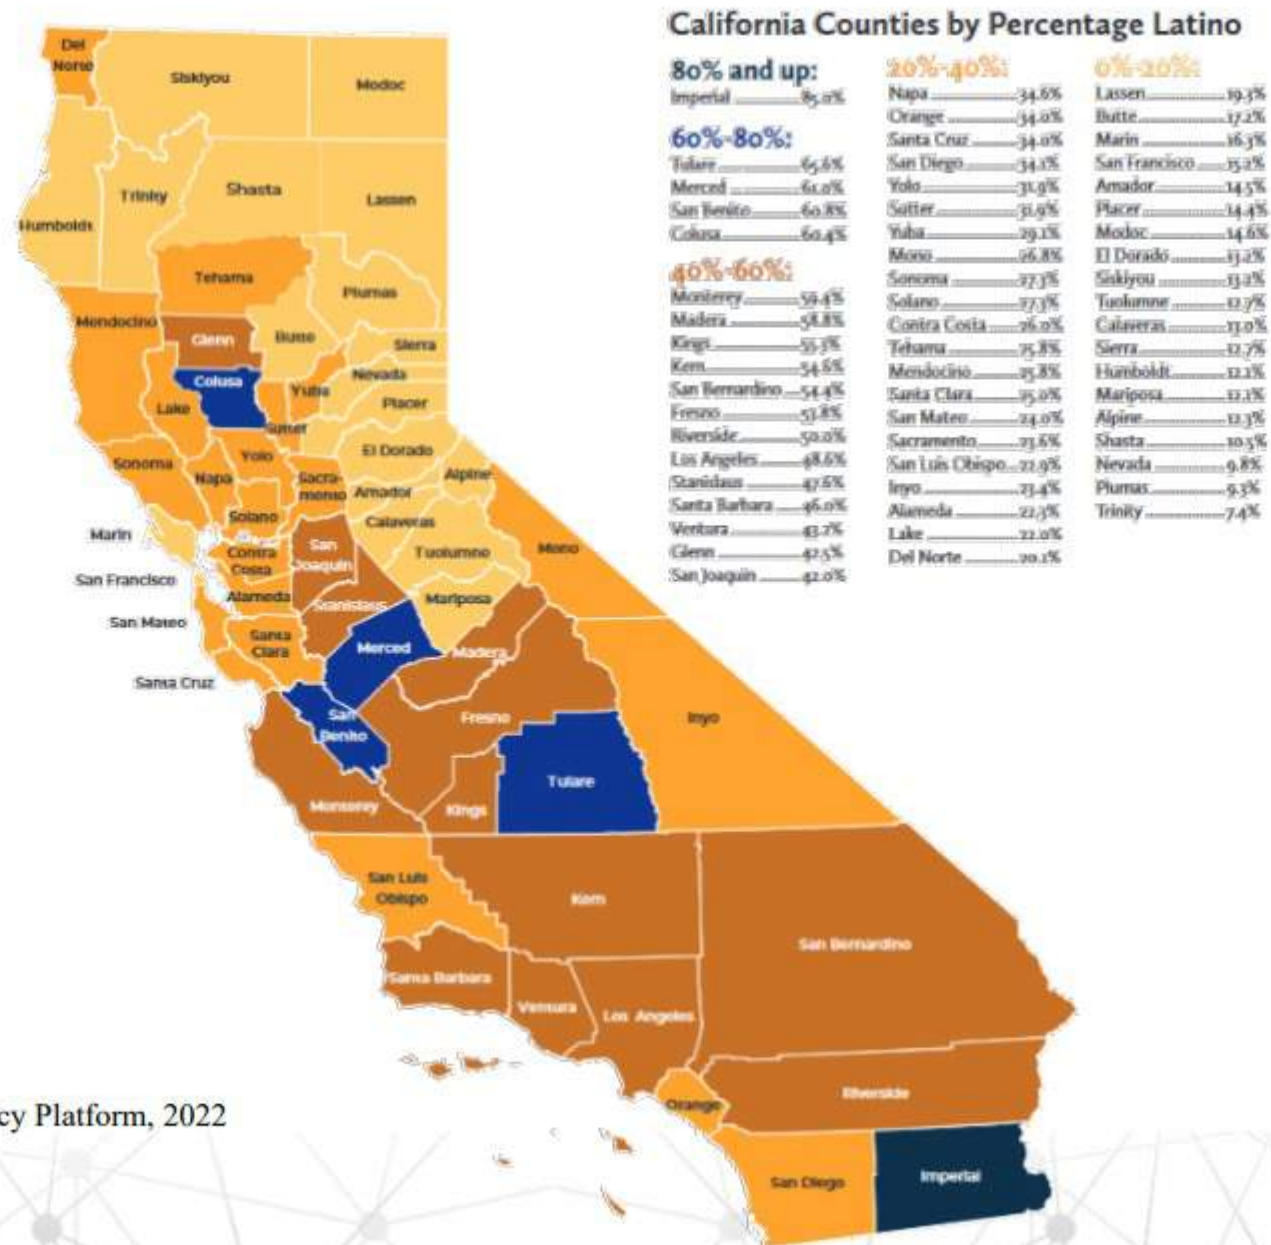 California Counties by Percentage Latino
80% and up:
Imperial 85.0%
60%-80%:
Tulare 65.6%
Merced 61.0%
San Benito 60.8%
Colusa 60.4%
40%-60%:
Monterey 59.4%
Madera 58.8%
Kings 55.3%
Kern 54.6%
San Bernardino 54.4%
Fresno 53.8%
Riverside 50.0%
Los Angeles 48.6%
Stanislaus 47.6%
Santa Barbara 46.0%
Ventura 43.2%
Glenn 42.5%
San Joaquin 42.0%
20%-40%:
Napa 34.6%
Orange 34.0%
Santa Cruz 34.0%
San Diego 34.1%
Yolo 31.9%
Sutter 31.9%
Yuba 29.1%
Mono 26.8%
Sonoma 27.3%
Solano 27.3%
Contra Costa 26.0%
Tehama 25.8%
Mendocino 25.8%
Santa Clara 25.0%
San Mateo 24.0%
Sacramento 23.6%
San Luis Obispo 22.9%
Inyo 23.4%
Alameda 22.3%
Lake 22.0%
Del Norte 20.1%
0%-20%:
Lassen 19.3%
Butte 17.2%
Marin 16.3%
San Francisco 15.2%
Amador 14.5%
Placer 14.4%
Modoc 14.6%
El Dorado 13.2%
Siskiyou 13.2%
Tuolumne 12.7%
Calaveras 13.0%
Sierra 12.7%
Humboldt 12.1%
Mariposa 12.1%
Alpine 12.3%
Shasta 10.5%
Nevada 9.8%
Plumas 9.3%
Trinity 7.4%
Del
Norte
Siskiyou
Modoc
Humboldt
Trinity
Shasta
Lassen
Tehama
Plumas
Mendocino
Glenn
Butte
Sierra
Colusa
Yuba
Nevada
Lake
Placer
Sutter
Sonoma
Napa
Yolo
El Dorado
Sacra-
mento
Amador
Alpine
Solano
Marin
Calaveras
San Francisco
Contra
Costa
San
Joaquin
Tuolumne
Mono
Alameda
Stanislaus
Mariposa
San Mateo
Santa
Clara
Merced
Madera
Santa Cruz
San
Benito
Fresno
Inyo
Tulare
Monterey
Kings
San Luis
Obispo
Kern
San Bernardino
Santa Barbara
Ventura
Los Angeles
Orange
Riverside
San Diego
Imperial
cy Platform, 2022